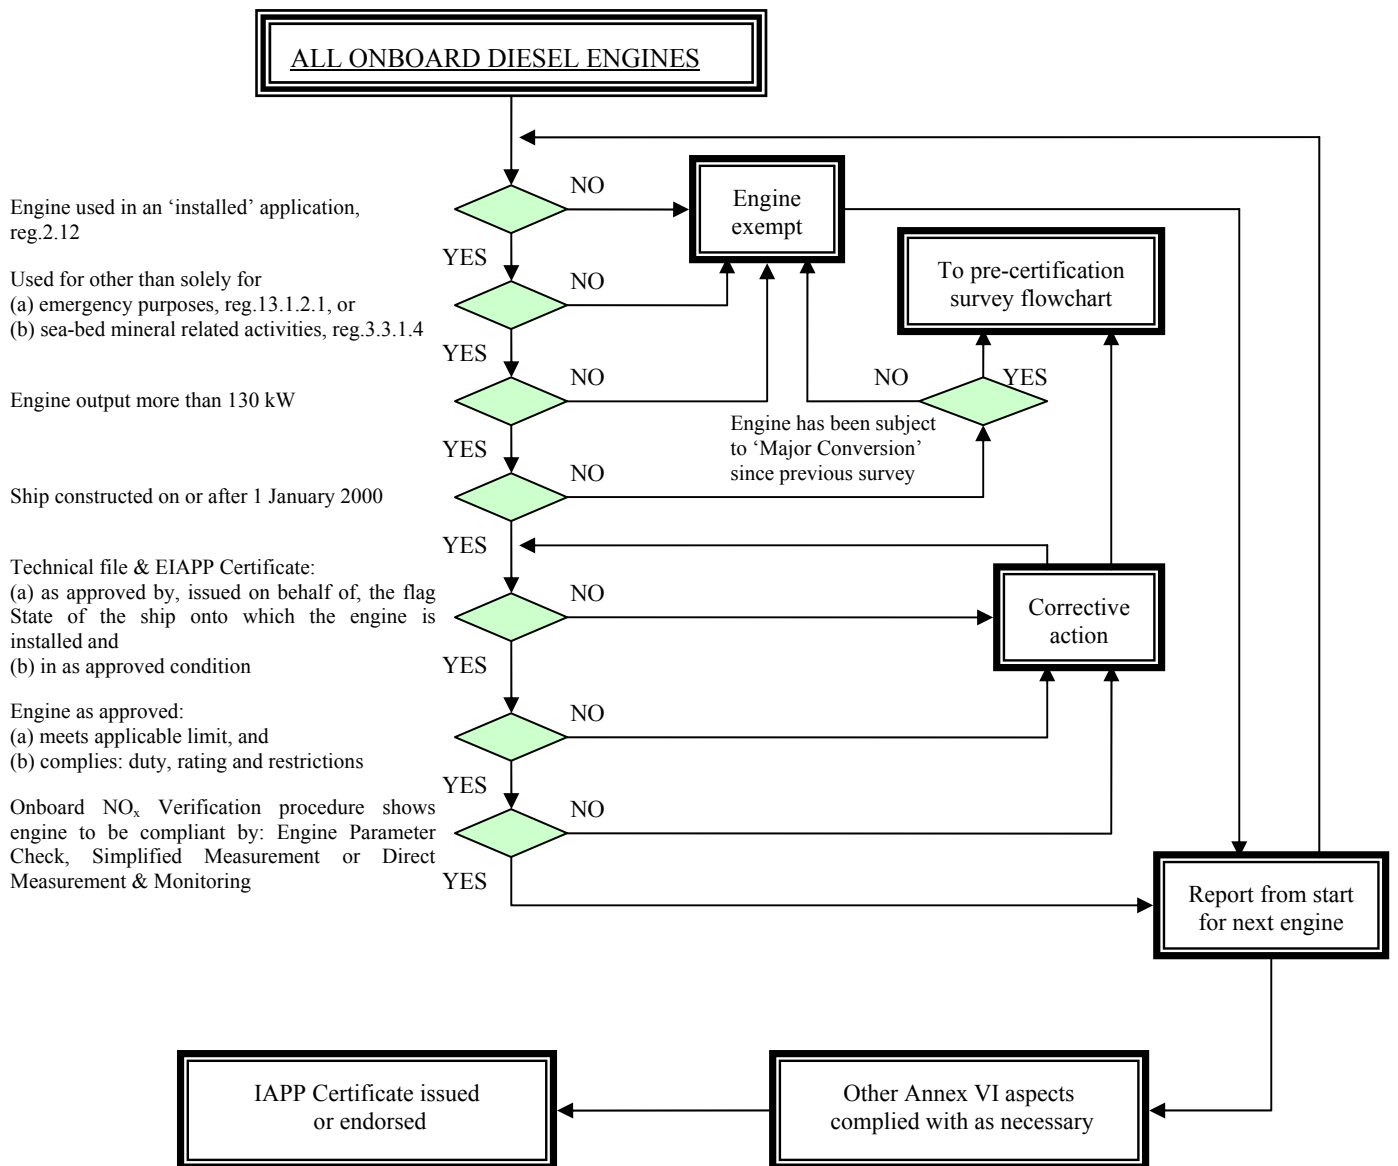 ALL ONBOARD DIESEL ENGINES
Engine used in an ‘installed’ application,
reg.2.12
NO
Engine
exempt
YES
Used for other than solely for
(a) emergency purposes, reg.13.1.2.1, or
(b) sea-bed mineral related activities, reg.3.3.1.4
NO
To pre-certification
survey flowchart
YES
Engine output more than 130 kW
NO
NO
YES
Engine has been subject
to ‘Major Conversion’
since previous survey
YES
Ship constructed on or after 1 January 2000
NO
YES
Technical file & EIAPP Certificate:
(a) as approved by, issued on behalf of, the flag
State of the ship onto which the engine is
installed and
(b) in as approved condition
NO
Corrective
action
YES
Engine as approved:
(a) meets applicable limit, and
(b) complies: duty, rating and restrictions
NO
YES
Onboard NOx Verification procedure shows
engine to be compliant by: Engine Parameter
Check, Simplified Measurement or Direct
Measurement & Monitoring
NO
YES
Report from start
for next engine
IAPP Certificate issued
or endorsed
Other Annex VI aspects
complied with as necessary